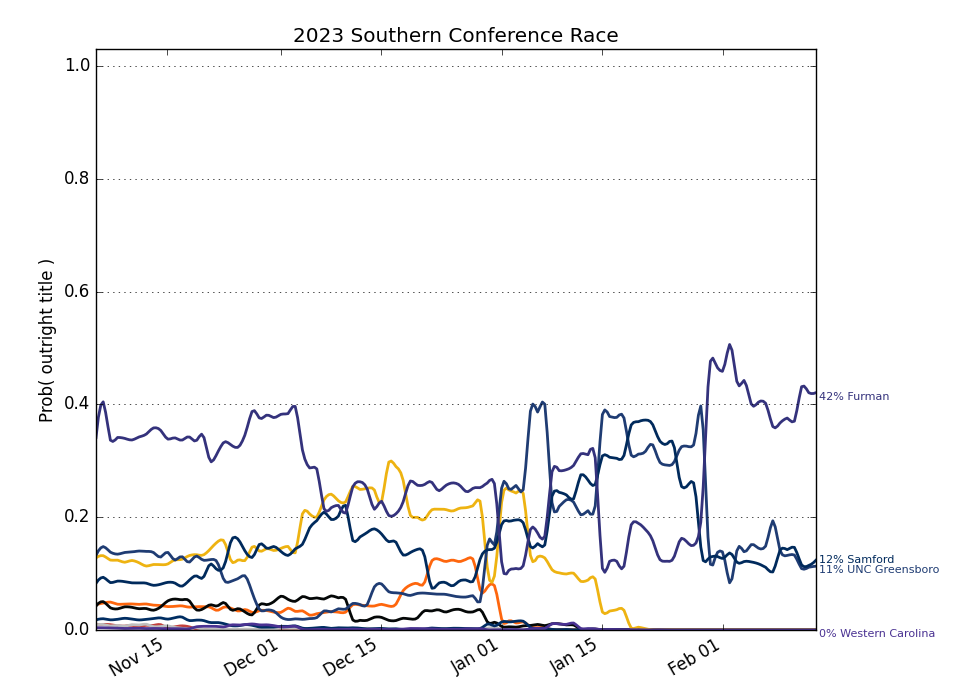 2023 Southern Conference Race
1.0
0.8
0.6
0.4
0.2
0.0
Prob( outright title )
42% Furman
12% Samford
11% UNC Greensboro
0% Western Carolina
Nov 15
Dec 01
Dec 15
Jan 01
Jan 15
Feb 01